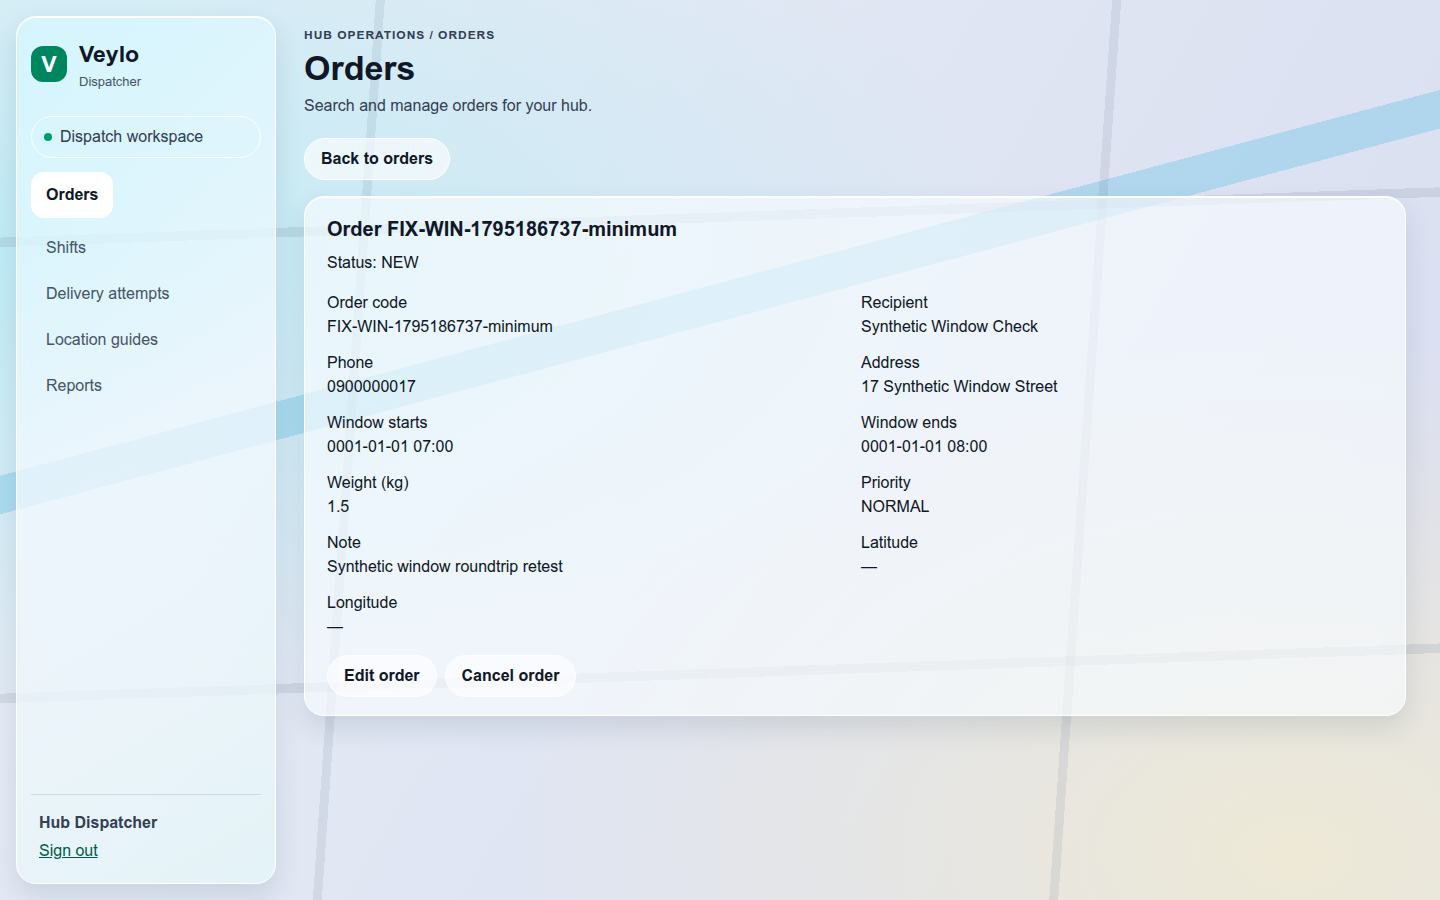 V
Veylo
Dispatcher
Dispatch workspace
Orders
Shifts
Delivery attempts
Location guides
Reports
Hub Dispatcher
Sign out
HUB OPERATIONS / ORDERS
Orders
Search and manage orders for your hub.
Back to orders
Order FIX-WIN-1795186737-minimum
Status: NEW
Order code
FIX-WIN-1795186737-minimum
Recipient
Synthetic Window Check
Phone
0900000017
Address
17 Synthetic Window Street
Window starts
0001-01-01 07:00
Window ends
0001-01-01 08:00
Weight (kg)
1.5
Priority
NORMAL
Note
Synthetic window roundtrip retest
Latitude
—
Longitude
—
Edit order
Cancel order